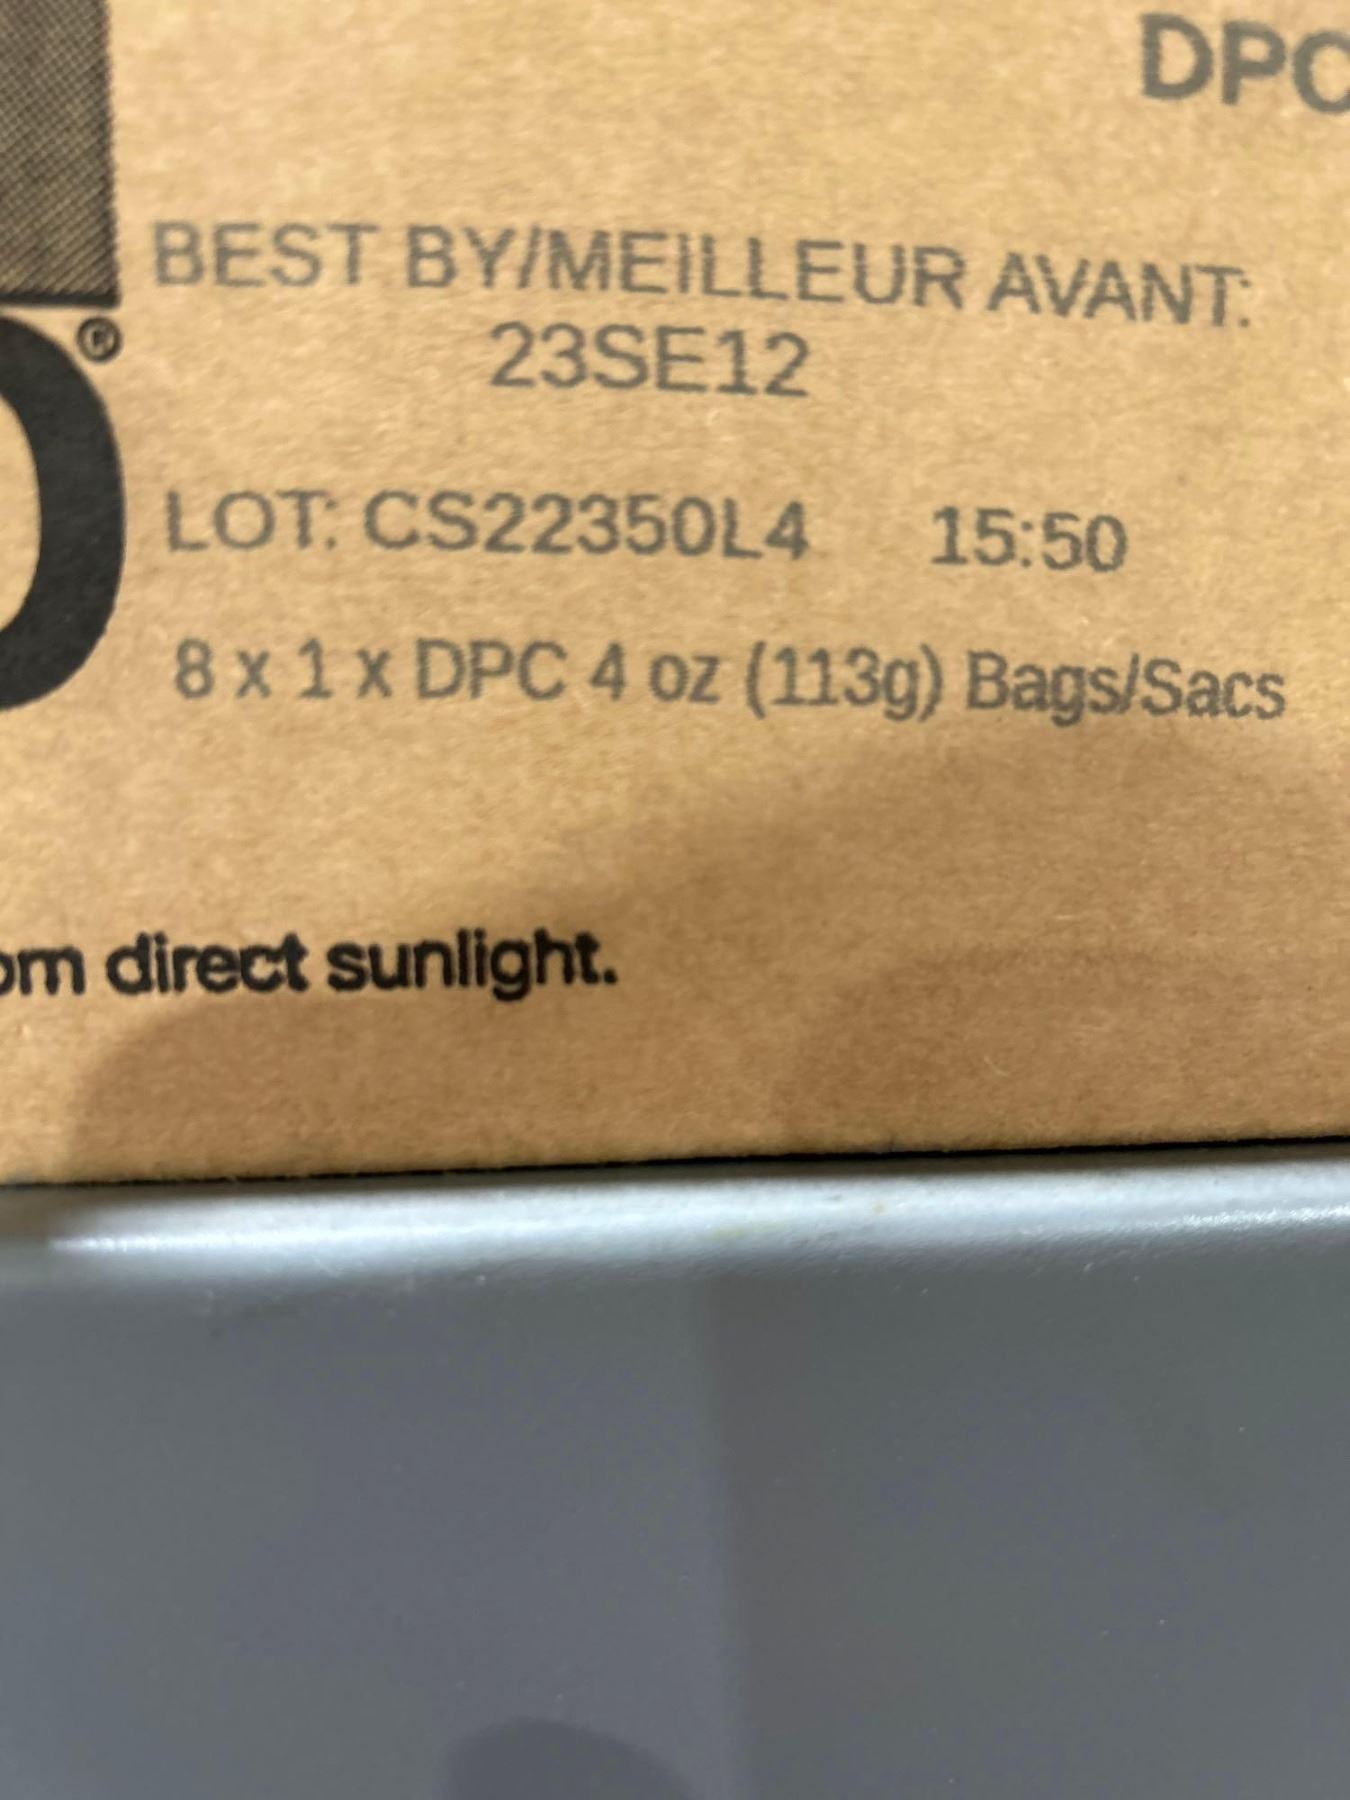 DPC
BEST BY/MEILLEUR AVANT:
23SE12
®
LOT: CS22350L4 15:50
8 x 1 x DPC 4 oz (113g) Bags/Sacs
direct sunlight.